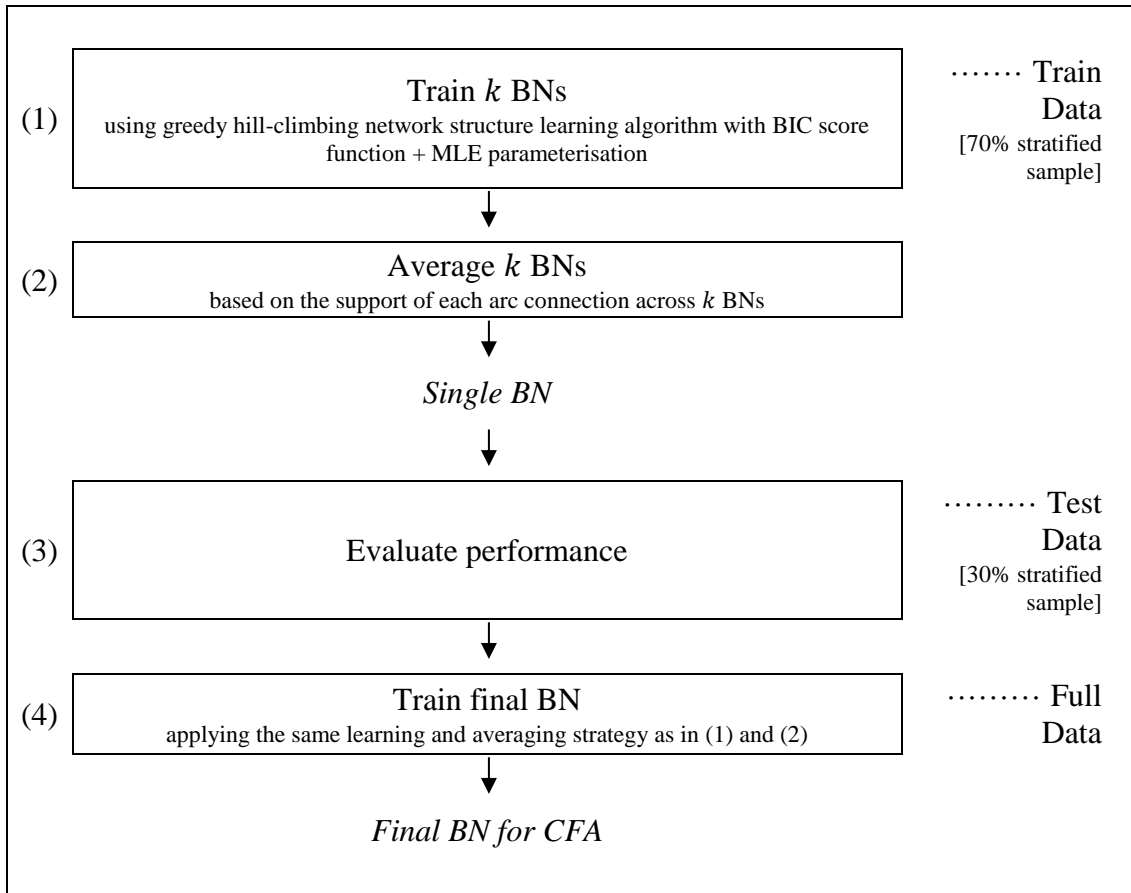 (1)
Train k BNs
using greedy hill-climbing network structure learning algorithm with BIC score
function + MLE parameterisation
······· Train
Data
[70% stratified
sample]
(2)
Average k BNs
based on the support of each arc connection across k BNs
Single BN
(3)
Evaluate performance
········· Test
Data
[30% stratified
sample]
(4)
Train final BN
applying the same learning and averaging strategy as in (1) and (2)
········· Full
Data
Final BN for CFA